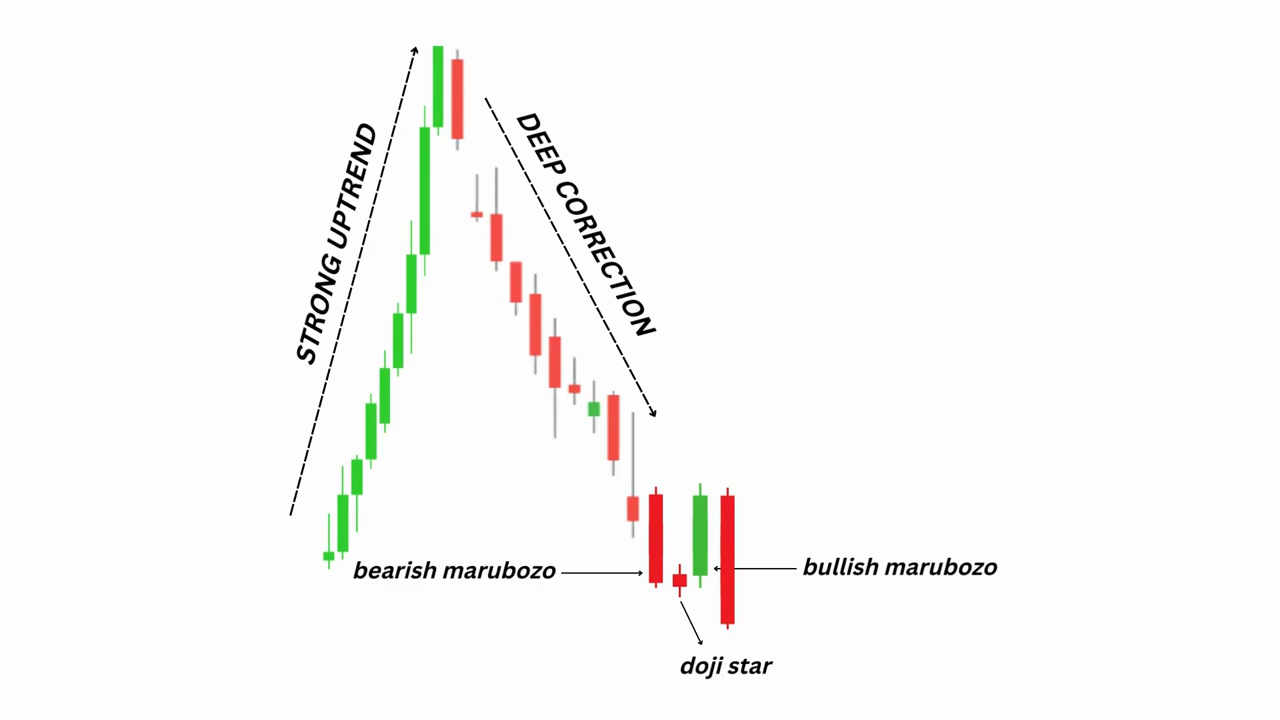 STRONG UPTREND
DEEP CORRECTION
bearish marubozo
bullish marubozo
doji star